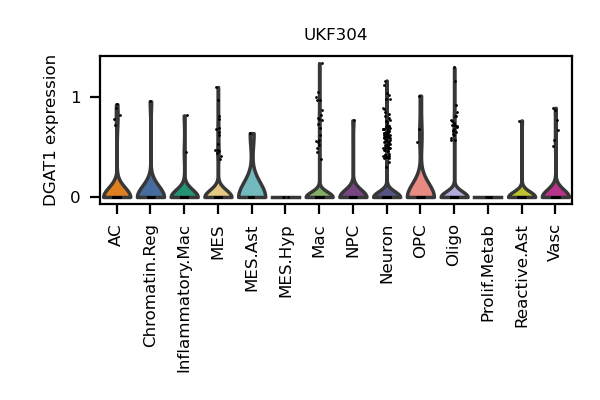 UKF304
DGAT1 expression
1
0
AC
Chromatin.Reg
Inflammatory.Mac
MES
MES.Ast
MES.Hyp
Mac
NPC
Neuron
OPC
Oligo
Prolif.Metab
Reactive.Ast
Vasc